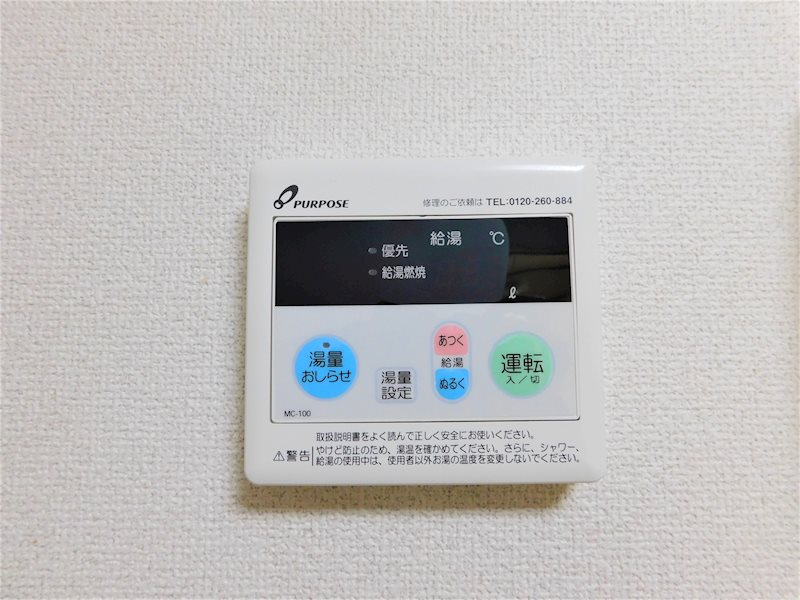 PURPOSE
修理のご依頼は TEL:0120-260-884
給湯 ℃
優先
給湯燃焼
ℓ
湯量
おしらせ
湯量
設定
あつく
給湯
ぬるく
運転
入/切
MC-100
取扱説明書をよく読んで正しく安全にお使いください。
⚠警告 やけど防止のため、湯温を確かめてください。さらに、シャワー、
給湯の使用中は、使用者以外お湯の温度を変更しないでください。